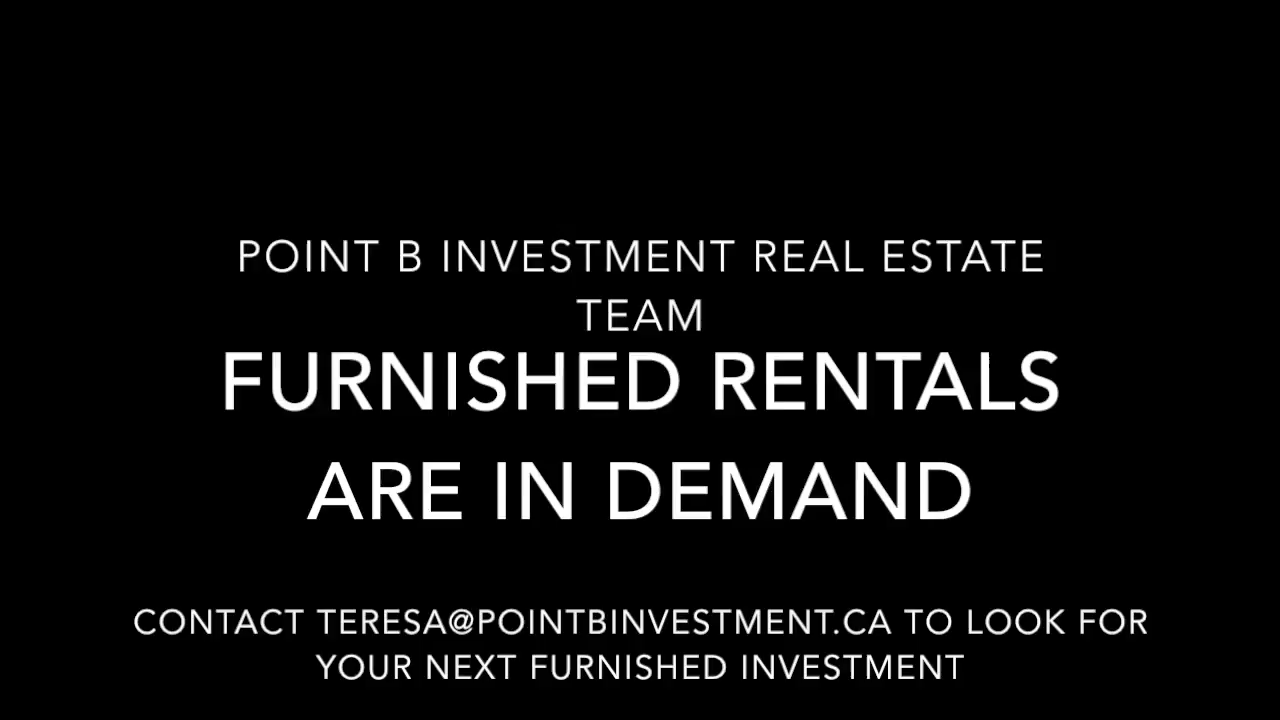 POINT B INVESTMENT REAL ESTATE
TEAM
FURNISHED RENTALS
ARE IN DEMAND
CONTACT TERESA@POINTBINVESTMENT.CA TO LOOK FOR
YOUR NEXT FURNISHED INVESTMENT